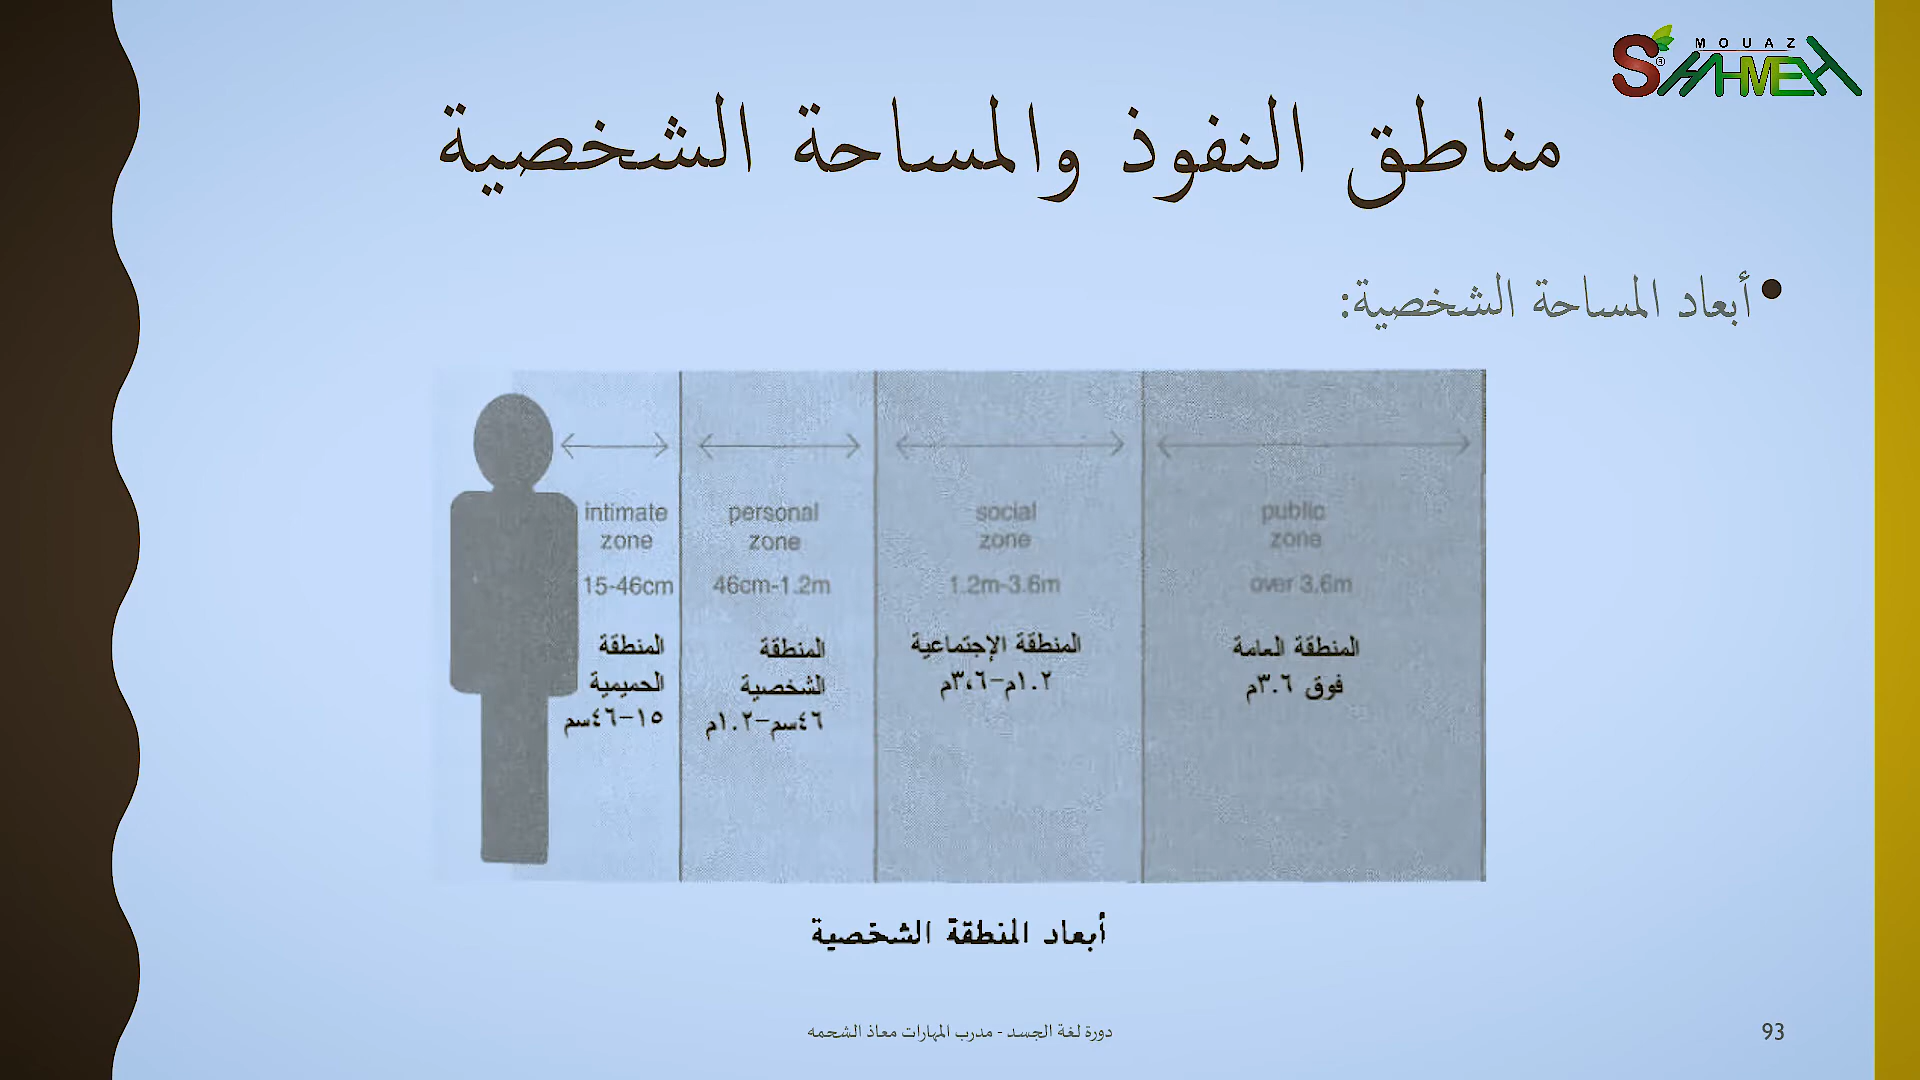 MOUAZ
SHAHMEH
مناطق النفوذ والمساحة الشخصية
• أبعاد المساحة الشخصية:
intimate
zone
15-46cm
المنطقة
الحميمية
١٥-٤٦سم
personal
zone
46cm-1.2m
المنطقة
الشخصية
٤٦سم-١.٢م
social
zone
1.2m-3.6m
المنطقة الإجتماعية
١.٢م-٣،٦م
public
zone
over 3.6m
المنطقة العامة
فوق ٣.٦م
أبعاد المنطقة الشخصية
دورة لغة الجسد - مدرب المهارات معاذ الشحمه
93